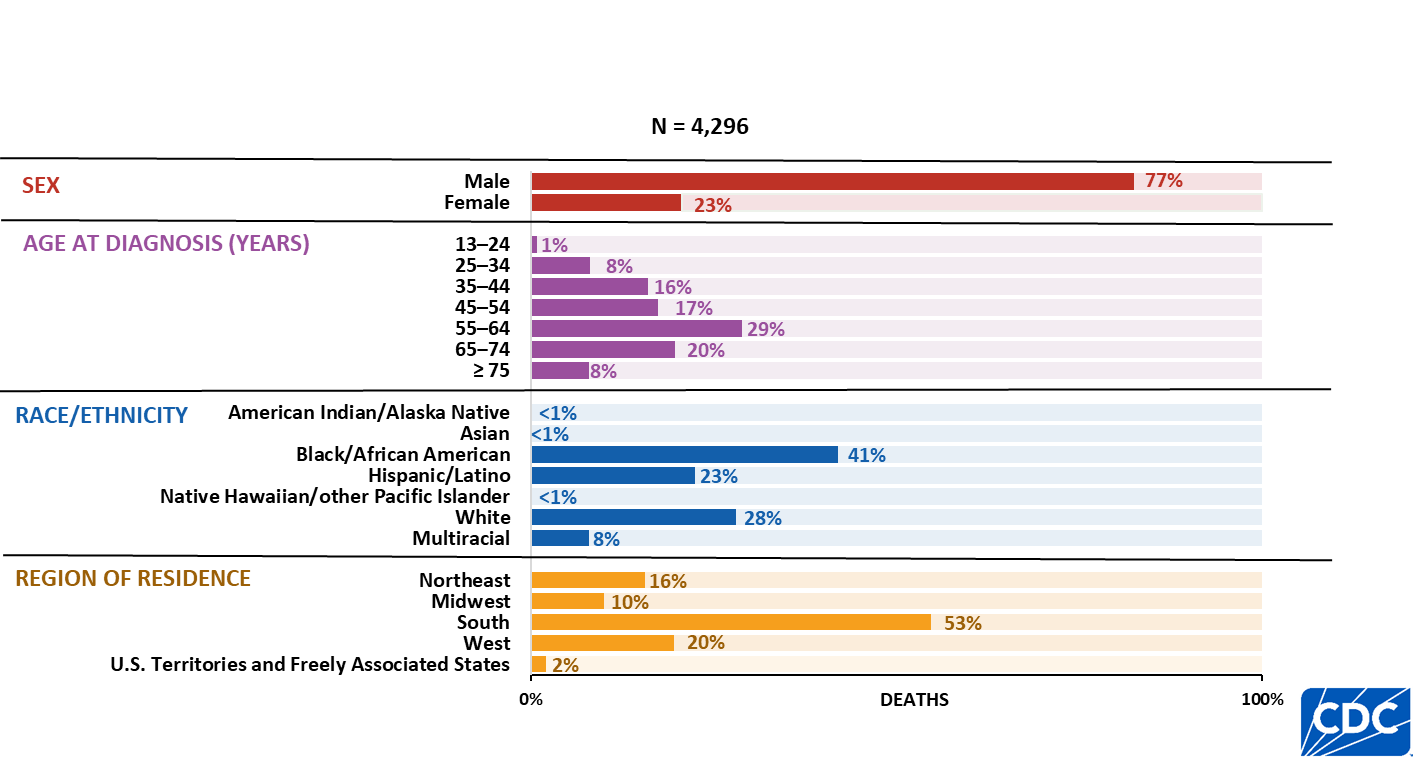 N = 4,296
SEX
Male 77%
Female 23%
AGE AT DIAGNOSIS (YEARS)
13–24 1%
25–34 8%
35–44 16%
45–54 17%
55–64 29%
65–74 20%
≥ 75 8%
RACE/ETHNICITY
American Indian/Alaska Native <1%
Asian <1%
Black/African American 41%
Hispanic/Latino 23%
Native Hawaiian/other Pacific Islander <1%
White 28%
Multiracial 8%
REGION OF RESIDENCE
Northeast 16%
Midwest 10%
South 53%
West 20%
U.S. Territories and Freely Associated States 2%
0% DEATHS 100%
CDC